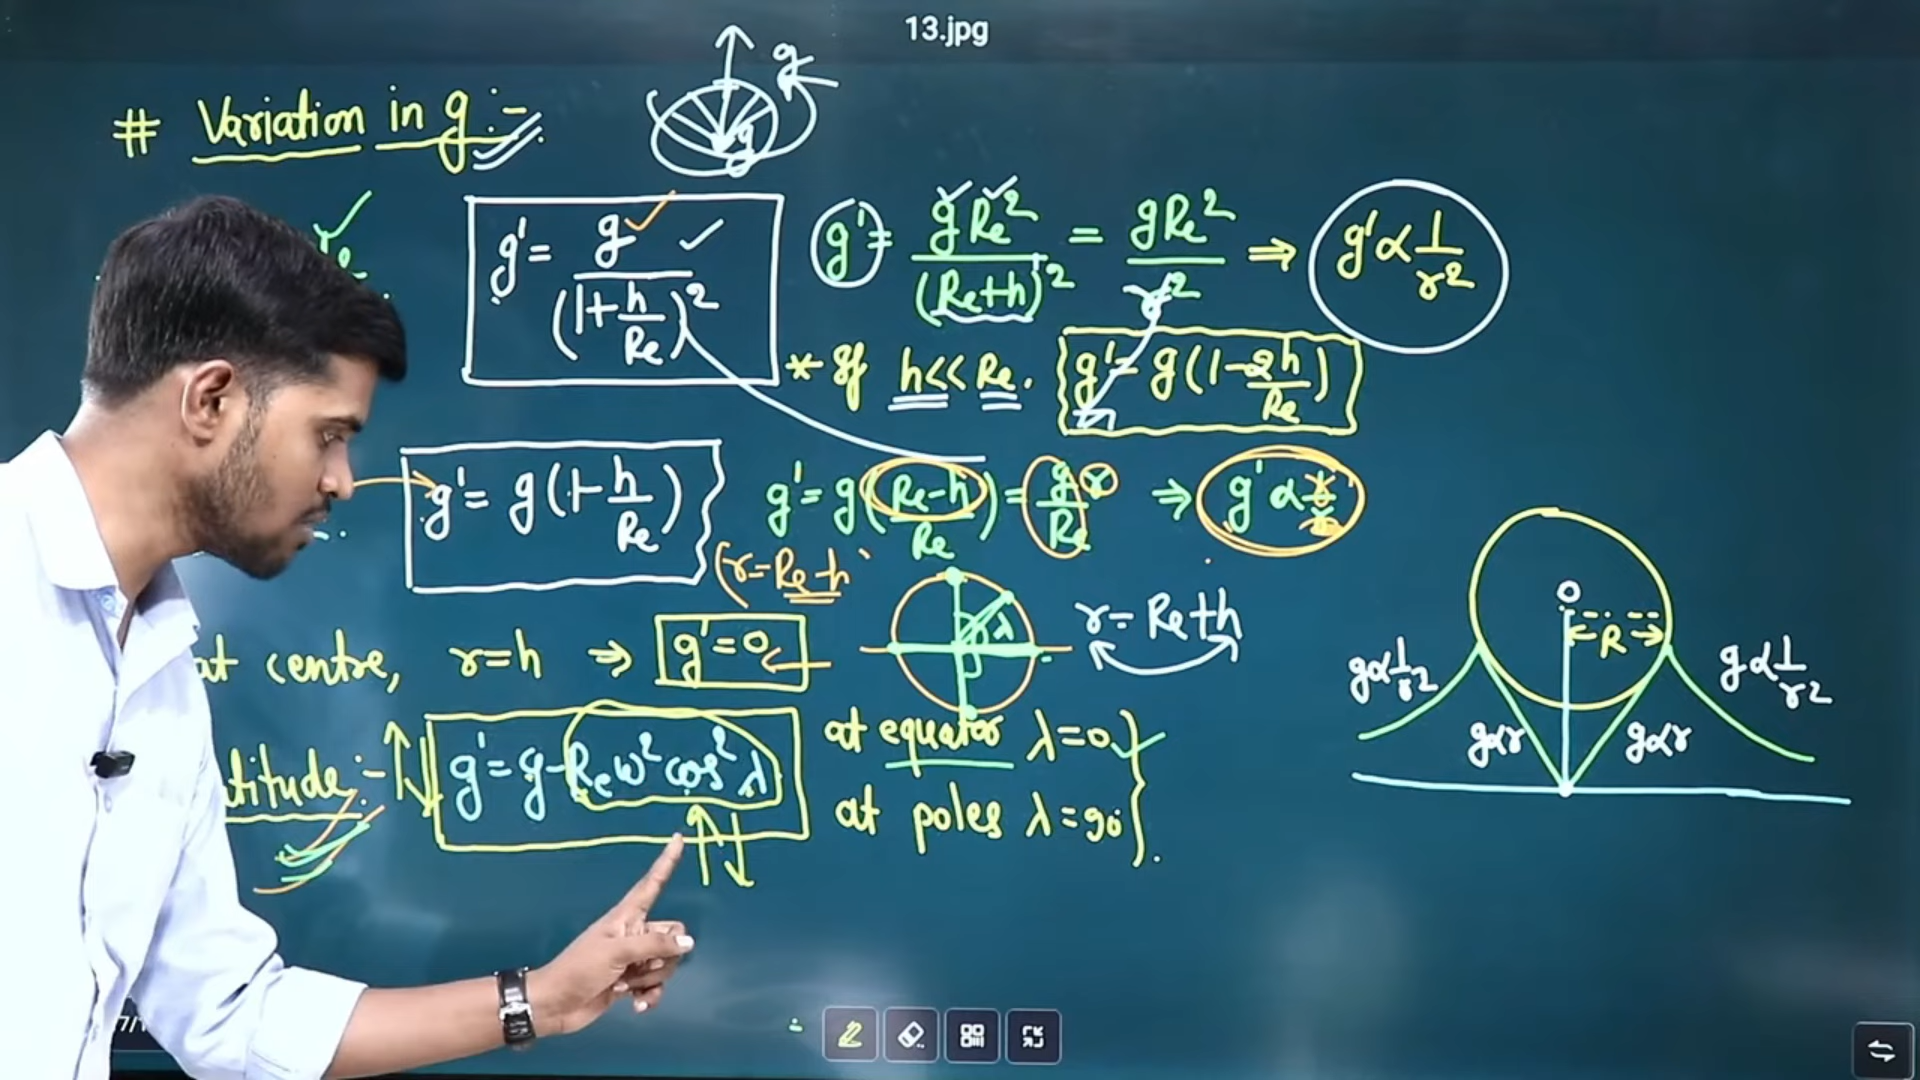 13.jpg
# Variation in g :-
g
g
g' = g / (1 + h/Re)²
g' = gRe² / (Re+h)² = gRe² / r² ⇒ g' ∝ 1/r²
* If h << Re. g' = g(1 - 2h/Re)
g' = g(1 - h/Re)
g' = g(Re-h / Re) = g/Re r ⇒ g' ∝ r
(r = Re-h
λ
r = Re+h
at centre, r = h ⇒ g' = 0
titude :- g' = g - Reω² cos² λ
at equator λ = 0
at poles λ = 90
O
R
g ∝ 1/r²
g ∝ 1/r²
g ∝ r
g ∝ r